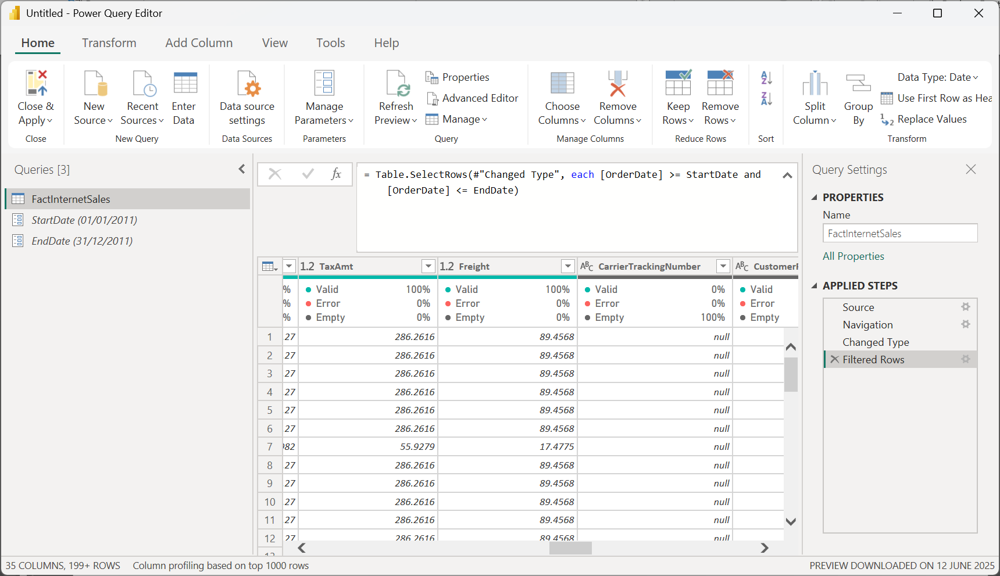 Untitled - Power Query Editor
Home Transform Add Column View Tools Help
Close & Apply
Close
New Source
Recent Sources
Enter Data
New Query
Data source settings
Data Sources
Manage Parameters
Parameters
Refresh Preview
Properties
Advanced Editor
Manage
Query
Choose Columns
Remove Columns
Manage Columns
Keep Rows
Remove Rows
Reduce Rows
Sort
Split Column
Group By
Data Type: Date
Use First Row as Hea
Replace Values
Transform
Queries [3]
FactInternetSales
StartDate (01/01/2011)
EndDate (31/12/2011)
fx
= Table.SelectRows(#"Changed Type", each [OrderDate] >= StartDate and
[OrderDate] <= EndDate)
1.2 TaxAmt 1.2 Freight ABC CarrierTrackingNumber ABC CustomerP
% Valid 100% Valid 100% Valid 0% Valid
% Error 0% Error 0% Error 0% Error
% Empty 0% Empty 0% Empty 100% Empty
1 .27 286.2616 89.4568 null
2 .27 286.2616 89.4568 null
3 .27 286.2616 89.4568 null
4 .27 286.2616 89.4568 null
5 .27 286.2616 89.4568 null
6 .27 286.2616 89.4568 null
7 982 55.9279 17.4775 null
8 .27 286.2616 89.4568 null
9 .27 286.2616 89.4568 null
10 .27 286.2616 89.4568 null
11 .27 286.2616 89.4568 null
12 .27 286.2616 89.4568 null
Query Settings
PROPERTIES
Name
FactInternetSales
All Properties
APPLIED STEPS
Source
Navigation
Changed Type
Filtered Rows
35 COLUMNS, 199+ ROWS Column profiling based on top 1000 rows
PREVIEW DOWNLOADED ON 12 JUNE 2025